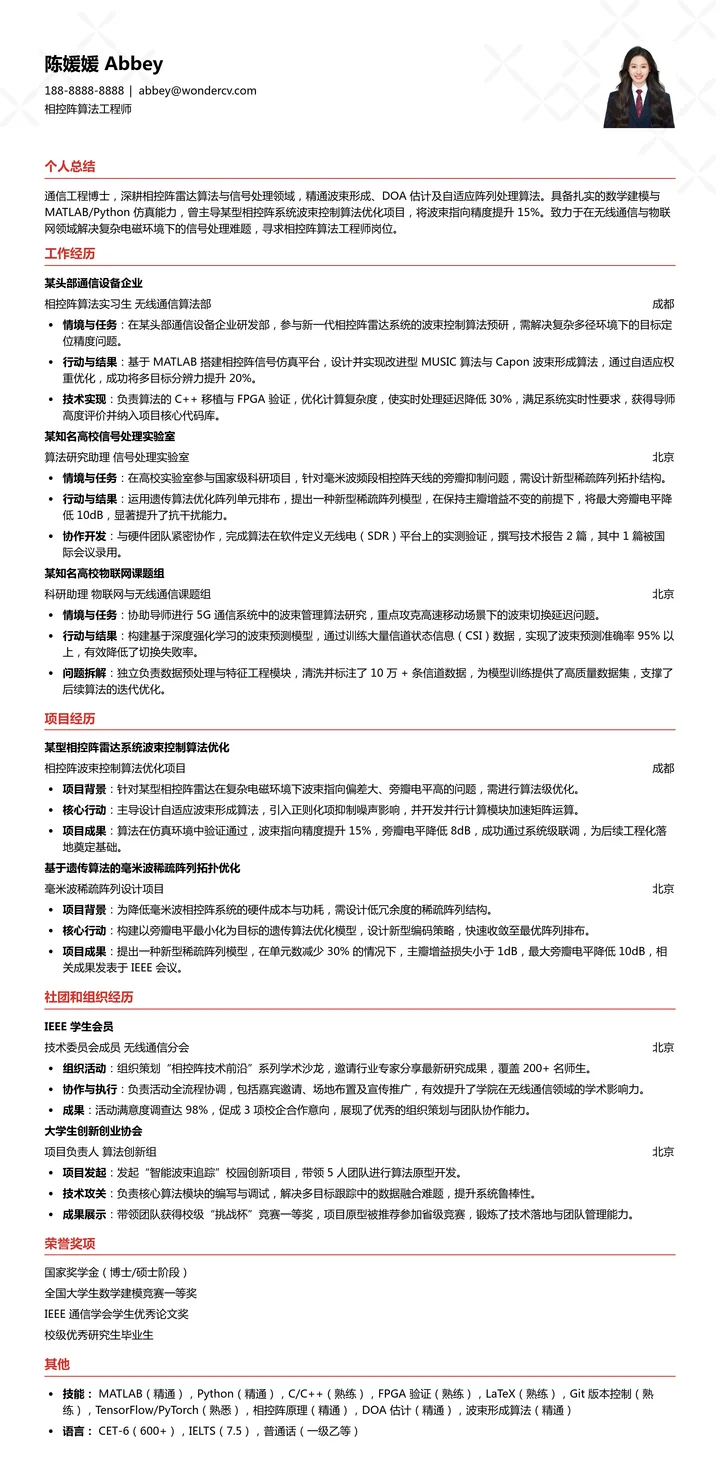 陈媛媛 Abbey
188-8888-8888 | abbey@wondercv.com
相控阵算法工程师
个人总结
通信工程博士，深耕相控阵雷达算法与信号处理领域，精通波束形成、DOA 估计及自适应阵列处理算法。具备扎实的数学建模与
MATLAB/Python 仿真能力，曾主导某型相控阵系统波束控制算法优化项目，将波束指向精度提升 15%。致力于在无线通信与物联
网领域解决复杂电磁环境下的信号处理难题，寻求相控阵算法工程师岗位。
工作经历
某头部通信设备企业
相控阵算法实习生 无线通信算法部 成都
• 情境与任务：在某头部通信设备企业研发部，参与新一代相控阵雷达系统的波束控制算法预研，需解决复杂多径环境下的目标定
位精度问题。
• 行动与结果：基于 MATLAB 搭建相控阵信号仿真平台，设计并实现改进型 MUSIC 算法与 Capon 波束形成算法，通过自适应权
重优化，成功将多目标分辨力提升 20%。
• 技术实现：负责算法的 C++ 移植与 FPGA 验证，优化计算复杂度，使实时处理延迟降低 30%，满足系统实时性要求，获得导师
高度评价并纳入项目核心代码库。
某知名高校信号处理实验室
算法研究助理 信号处理实验室 北京
• 情境与任务：在高校实验室参与国家级科研项目，针对毫米波频段相控阵天线的旁瓣抑制问题，需设计新型稀疏阵列拓扑结构。
• 行动与结果：运用遗传算法优化阵列单元排布，提出一种新型稀疏阵列模型，在保持主瓣增益不变的前提下，将最大旁瓣电平降
低 10dB，显著提升了抗干扰能力。
• 协作开发：与硬件团队紧密协作，完成算法在软件定义无线电（SDR）平台上的实测验证，撰写技术报告 2 篇，其中 1 篇被国
际会议录用。
某知名高校物联网课题组
科研助理 物联网与无线通信课题组 北京
• 情境与任务：协助导师进行 5G 通信系统中的波束管理算法研究，重点攻克高速移动场景下的波束切换延迟问题。
• 行动与结果：构建基于深度强化学习的波束预测模型，通过训练大量信道状态信息（CSI）数据，实现了波束预测准确率 95% 以
上，有效降低了切换失败率。
• 问题拆解：独立负责数据预处理与特征工程模块，清洗并标注了 10 万 + 条信道数据，为模型训练提供了高质量数据集，支撑了
后续算法的迭代优化。
项目经历
某型相控阵雷达系统波束控制算法优化
相控阵波束控制算法优化项目 成都
• 项目背景：针对某型相控阵雷达在复杂电磁环境下波束指向偏差大、旁瓣电平高的问题，需进行算法级优化。
• 核心行动：主导设计自适应波束形成算法，引入正则化项抑制噪声影响，并开发并行计算模块加速矩阵运算。
• 项目成果：算法在仿真环境中验证通过，波束指向精度提升 15%，旁瓣电平降低 8dB，成功通过系统级联调，为后续工程化落
地奠定基础。
基于遗传算法的毫米波稀疏阵列拓扑优化
毫米波稀疏阵列设计项目 北京
• 项目背景：为降低毫米波相控阵系统的硬件成本与功耗，需设计低冗余度的稀疏阵列结构。
• 核心行动：构建以旁瓣电平最小化为目标的遗传算法优化模型，设计新型编码策略，快速收敛至最优阵列排布。
• 项目成果：提出一种新型稀疏阵列模型，在单元数减少 30% 的情况下，主瓣增益损失小于 1dB，最大旁瓣电平降低 10dB，相
关成果发表于 IEEE 会议。
社团和组织经历
IEEE 学生会员
技术委员会成员 无线通信分会 北京
• 组织活动：组织策划“相控阵技术前沿”系列学术沙龙，邀请行业专家分享最新研究成果，覆盖 200+ 名师生。
• 协作与执行：负责活动全流程协调，包括嘉宾邀请、场地布置及宣传推广，有效提升了学院在无线通信领域的学术影响力。
• 成果：活动满意度调查达 98%，促成 3 项校企合作意向，展现了优秀的组织策划与团队协作能力。
大学生创新创业协会
项目负责人 算法创新组 北京
• 项目发起：发起“智能波束追踪”校园创新项目，带领 5 人团队进行算法原型开发。
• 技术攻关：负责核心算法模块的编写与调试，解决多目标跟踪中的数据融合难题，提升系统鲁棒性。
• 成果展示：带领团队获得校级“挑战杯”竞赛一等奖，项目原型被推荐参加省级竞赛，锻炼了技术落地与团队管理能力。
荣誉奖项
国家奖学金（博士/硕士阶段）
全国大学生数学建模竞赛一等奖
IEEE 通信学会学生优秀论文奖
校级优秀研究生毕业生
其他
• 技能： MATLAB（精通），Python（精通），C/C++（熟练），FPGA 验证（熟练），LaTeX（熟练），Git 版本控制（熟
练），TensorFlow/PyTorch（熟悉），相控阵原理（精通），DOA 估计（精通），波束形成算法（精通）
• 语言： CET-6（600+），IELTS（7.5），普通话（一级乙等）